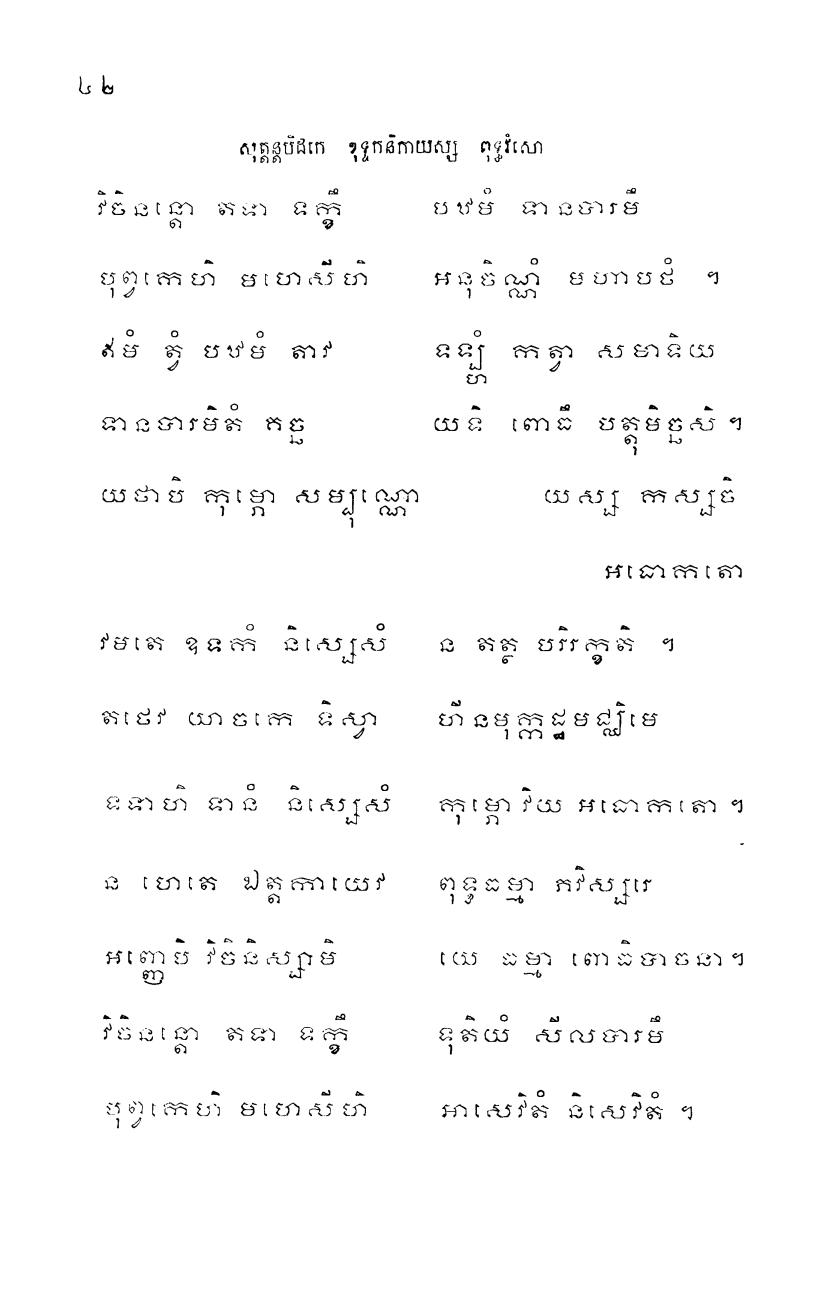 ៤២
សុត្តន្តបិដកេ ខុទ្ទកនិកាយស្ស ពុទ្ធវំសោ
វិចិនន្តោ តទា ទក្ខឹ បឋមំ ទានបារមឹ
បុព្វកេហិ មហេសីហិ អនុចិណ្ណំ មហាបថំ ។
ឥមំ ត្វំ បឋមំ តាវ ទឡ្ហំ កត្វា សមាទិយ
ទានបារមិតំ គច្ឆ យទិ ពោធឹ បត្តុមិច្ឆសិ ។
យថាបិ កុម្ភោ សម្បុណ្ណោ យស្ស កស្សចិ
អធោកតោ
វមតេ ឧទកំ និស្សេសំ ន តត្ថ បរិរក្ខតិ ។
តថេវ យាចកេ ទិស្វា ហីនមុក្កដ្ឋមជ្ឈិមេ
ទទាហិ ទានំ និស្សេសំ កុម្ភោ វិយ អធោកតោ ។
ន ហេតេ ឯត្តកាយេវ ពុទ្ធធម្មា ភវិស្សរេ
អញ្ញេបិ វិចិនិស្សាមិ យេ ធម្មា ពោធិបាចនា ។
វិចិនន្តោ តទា ទក្ខឹ ទុតិយំ សីលបារមឹ
បុព្វកេហិ មហេសីហិ អាសេវិតំ និសេវិតំ ។